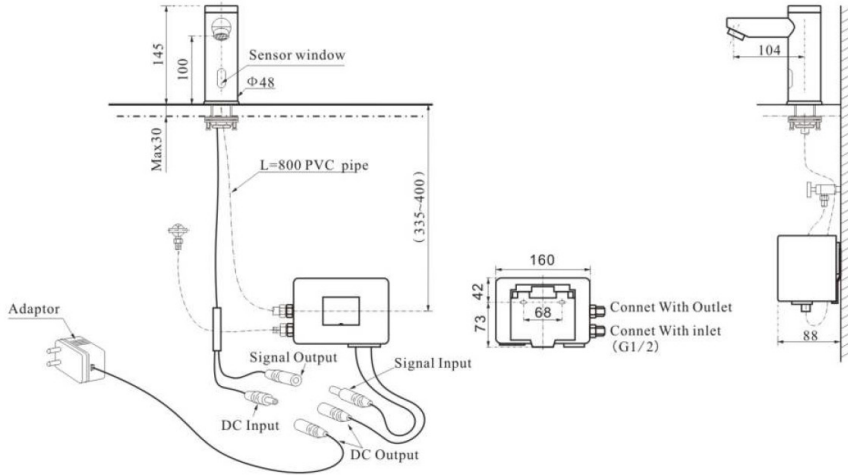 145
100
Sensor window
Φ48
104
Max30
L=800 PVC pipe
(335~400)
160
42
73
68
Connet With Outlet
Connet With inlet
(G1/2)
88
Adaptor
Signal Output
Signal Input
DC Input
DC Output